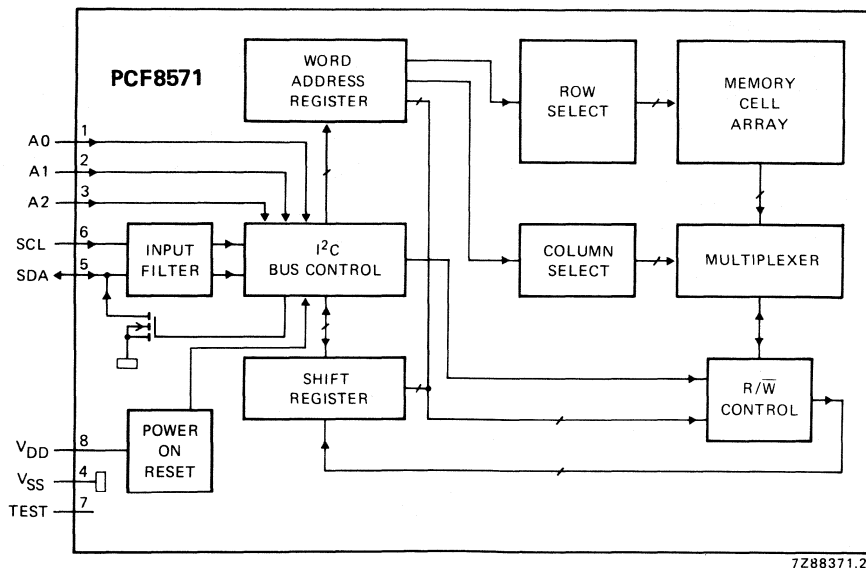 PCF8571
WORD
ADDRESS
REGISTER
ROW
SELECT
MEMORY
CELL
ARRAY
A0 1
A1 2
A2 3
SCL 6
SDA 5
INPUT
FILTER
I²C
BUS CONTROL
COLUMN
SELECT
MULTIPLEXER
SHIFT
REGISTER
R/W̅
CONTROL
POWER
ON
RESET
V_DD 8
V_SS 4
TEST 7
7Z88371.2